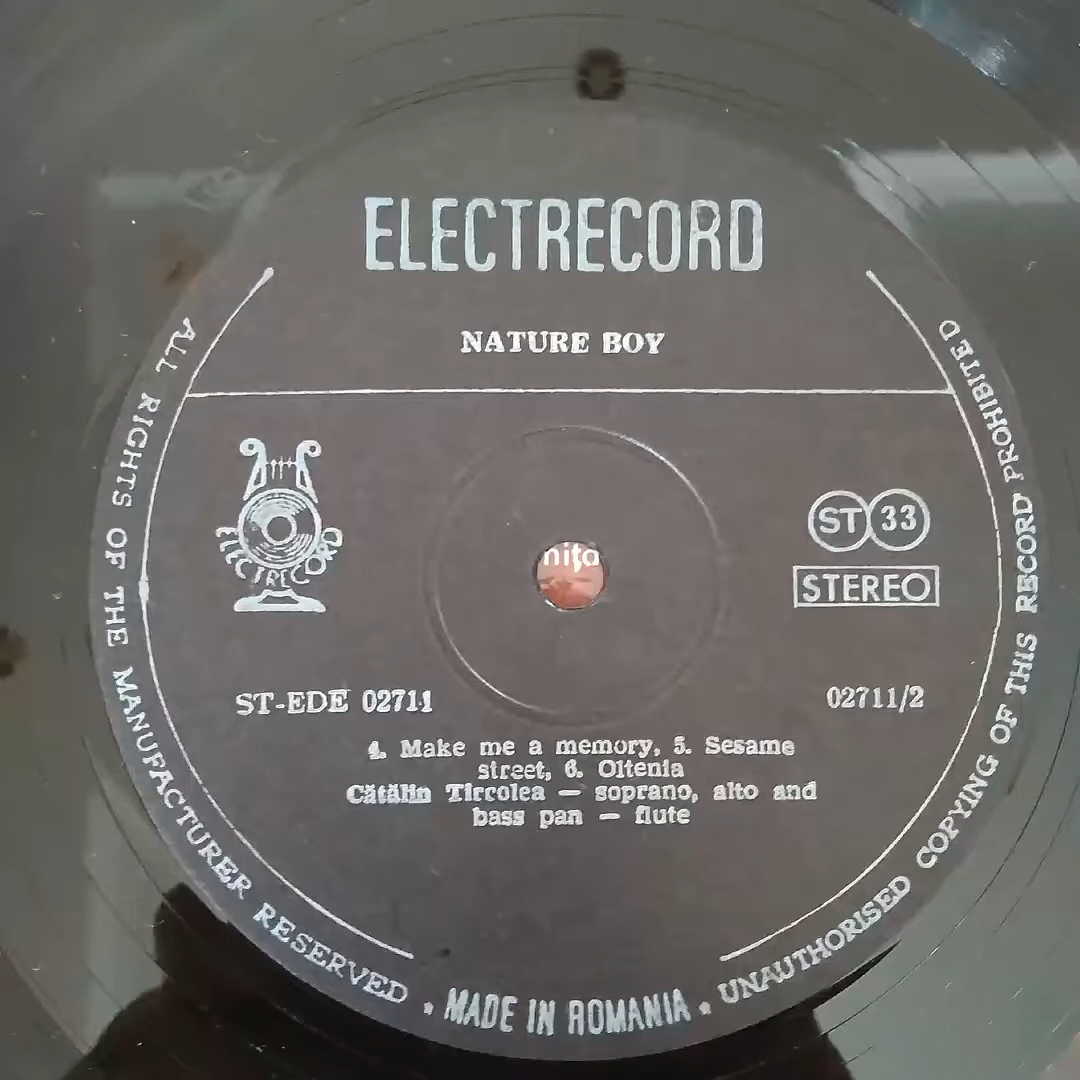 ELECTRECORD
NATURE BOY
ALL RIGHTS OF THE MANUFACTURER RESERVED
UNAUTHORISED COPYING OF THIS RECORD PROHIBITED
ELECTRECORD
ST 33
STEREO
nița
ST-EDE 02711
02711/2
4. Make me a memory, 5. Sesame
street, 6. Oltenia
Cătălin Tircolea — soprano, alto and
bass pan — flute
* MADE IN ROMANIA *